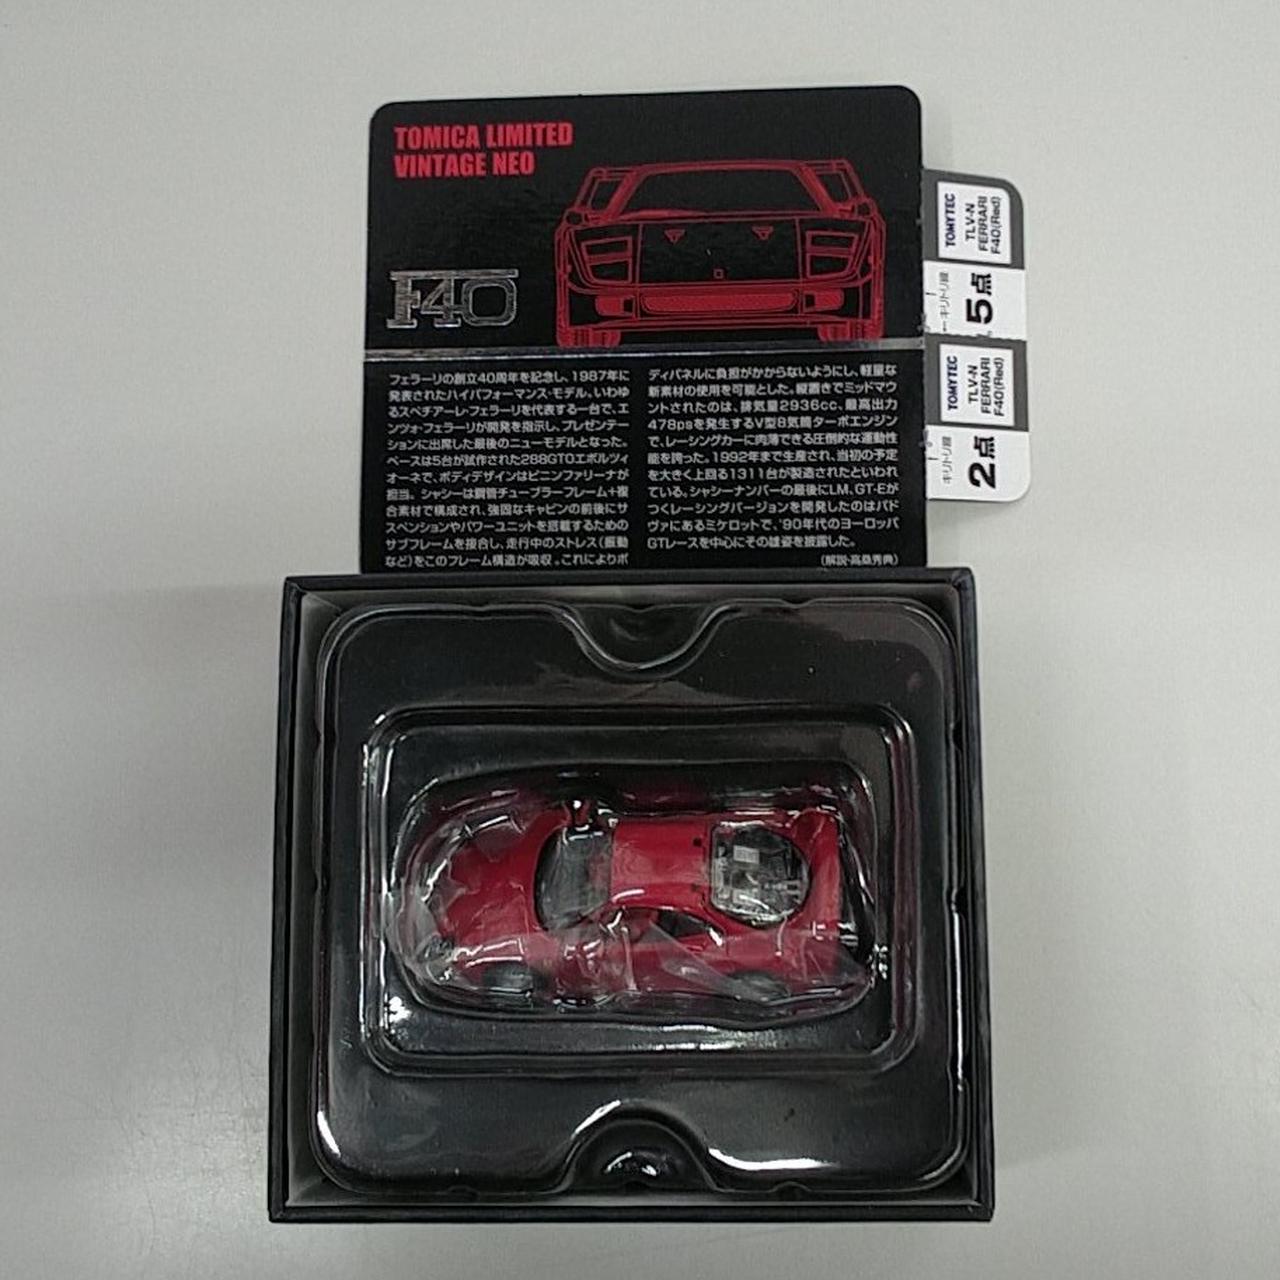 TOMICA LIMITED
VINTAGE NEO
F40
フェラーリの創立40周年を記念し、1987年に
発表されたハイパフォーマンス・モデル。いわゆ
るスペチアーレ・フェラーリを代表する一台で、エ
ンツォ・フェラーリが開発を指示し、プレゼンテー
ションに出席した最後のニューモデルとなった。
ベースは5台が試作された288GTOエボルツィ
オーネで、ボディデザインはピニンファリーナが
担当。シャシーは鋼管チューブラーフレーム+複
合素材で構成され、強固なキャビンの前後にサ
スペンションやパワーユニットを搭載するための
サブフレームを接合し、走行中のストレス(振動
など)をこのフレーム構造が吸収。これによりボ
ディパネルに負担がかからないようにし、軽量な
新素材の使用を可能とした。縦置きでミッドマウ
ントされたのは、排気量2936cc、最高出力
478psを発生するV型8気筒ターボエンジン
で、レーシングカーに肉薄できる圧倒的な運動性
能を誇った。1992年まで生産され、当初の予定
を大きく上回る1311台が製造されたといわれ
ている。シャシーナンバーの最後にLM、GT-Eが
つくレーシングバージョンを開発したのはパド
ヴァにあるミケロットで、'90年代のヨーロッパ
GTレースを中心にその雄姿を披露した。
(解説・高桑秀典)
TOMYTEC
TLV-N
FERRARI
F40(Red)
キリトリ線
5点
TOMYTEC
TLV-N
FERRARI
F40(Red)
キリトリ線
2点